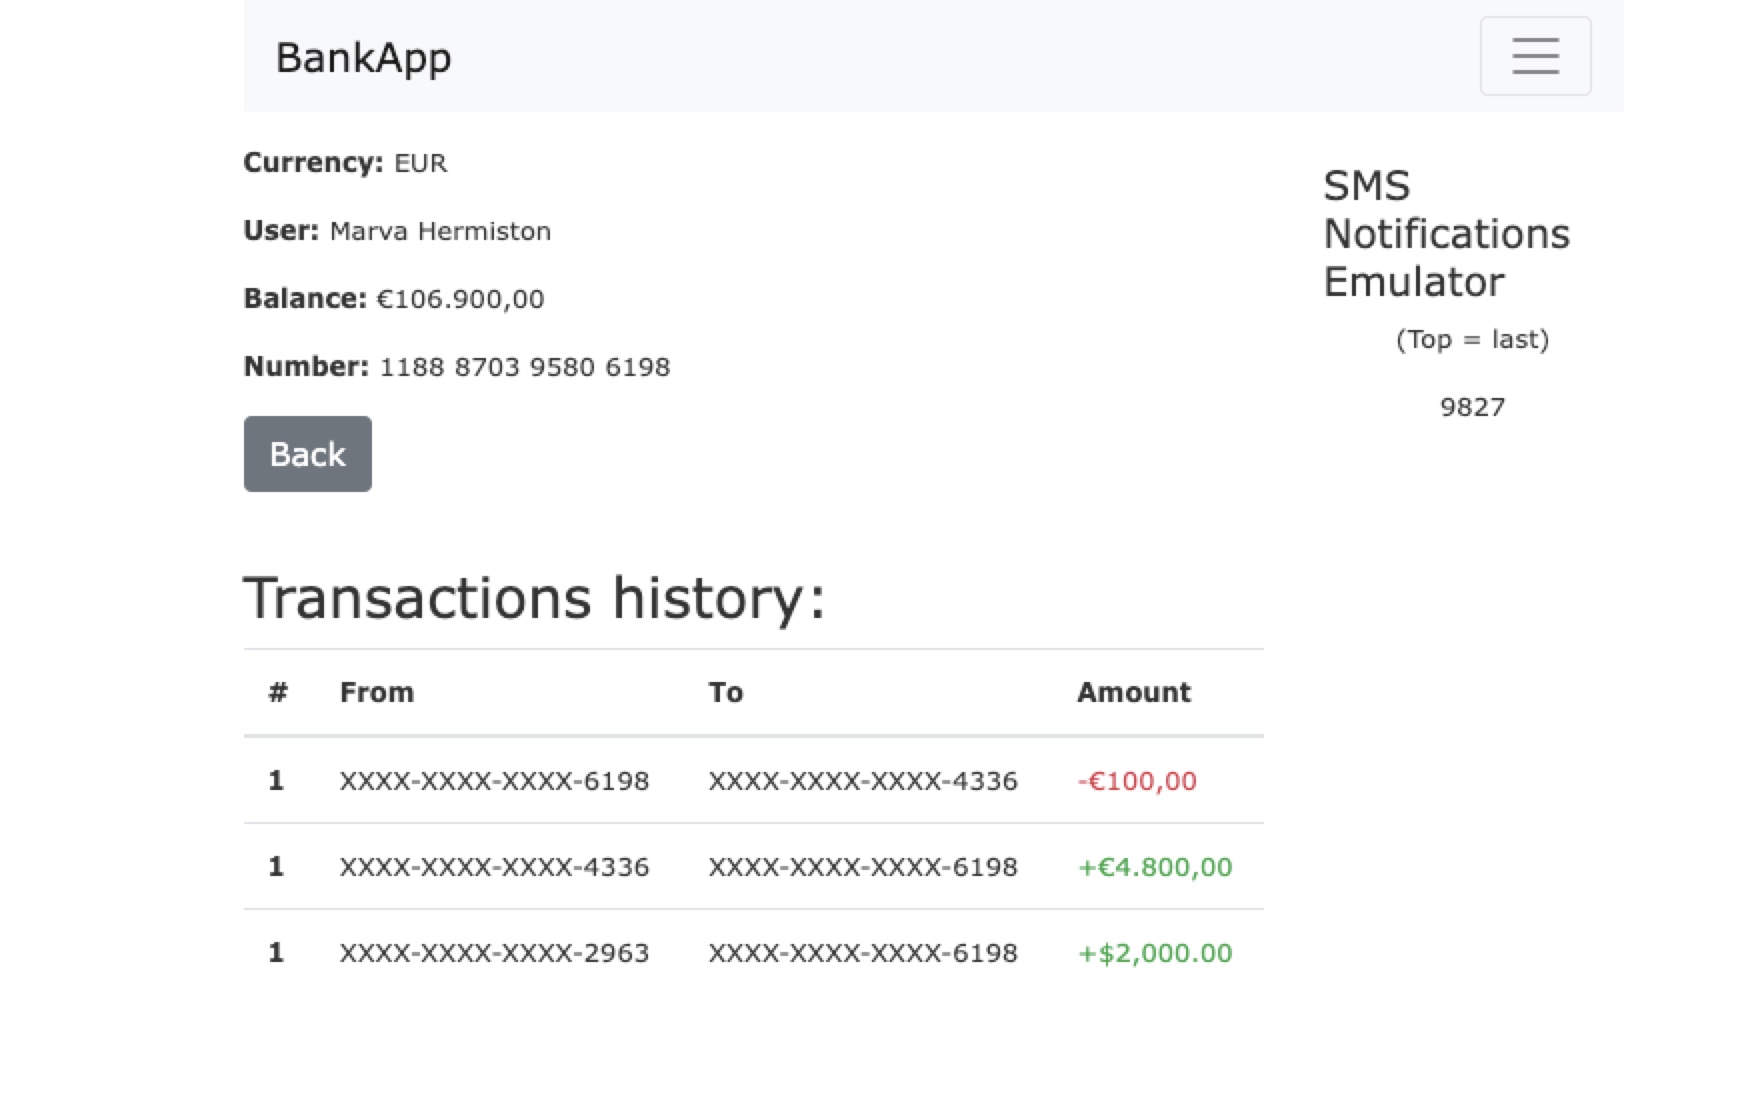 BankApp
Currency: EUR
User: Marva Hermiston
Balance: €106.900,00
Number: 1188 8703 9580 6198
Back
SMS
Notifications
Emulator
(Top = last)
9827
Transactions history:
# From To Amount
1 XXXX-XXXX-XXXX-6198 XXXX-XXXX-XXXX-4336 -€100,00
1 XXXX-XXXX-XXXX-4336 XXXX-XXXX-XXXX-6198 +€4.800,00
1 XXXX-XXXX-XXXX-2963 XXXX-XXXX-XXXX-6198 +$2,000.00